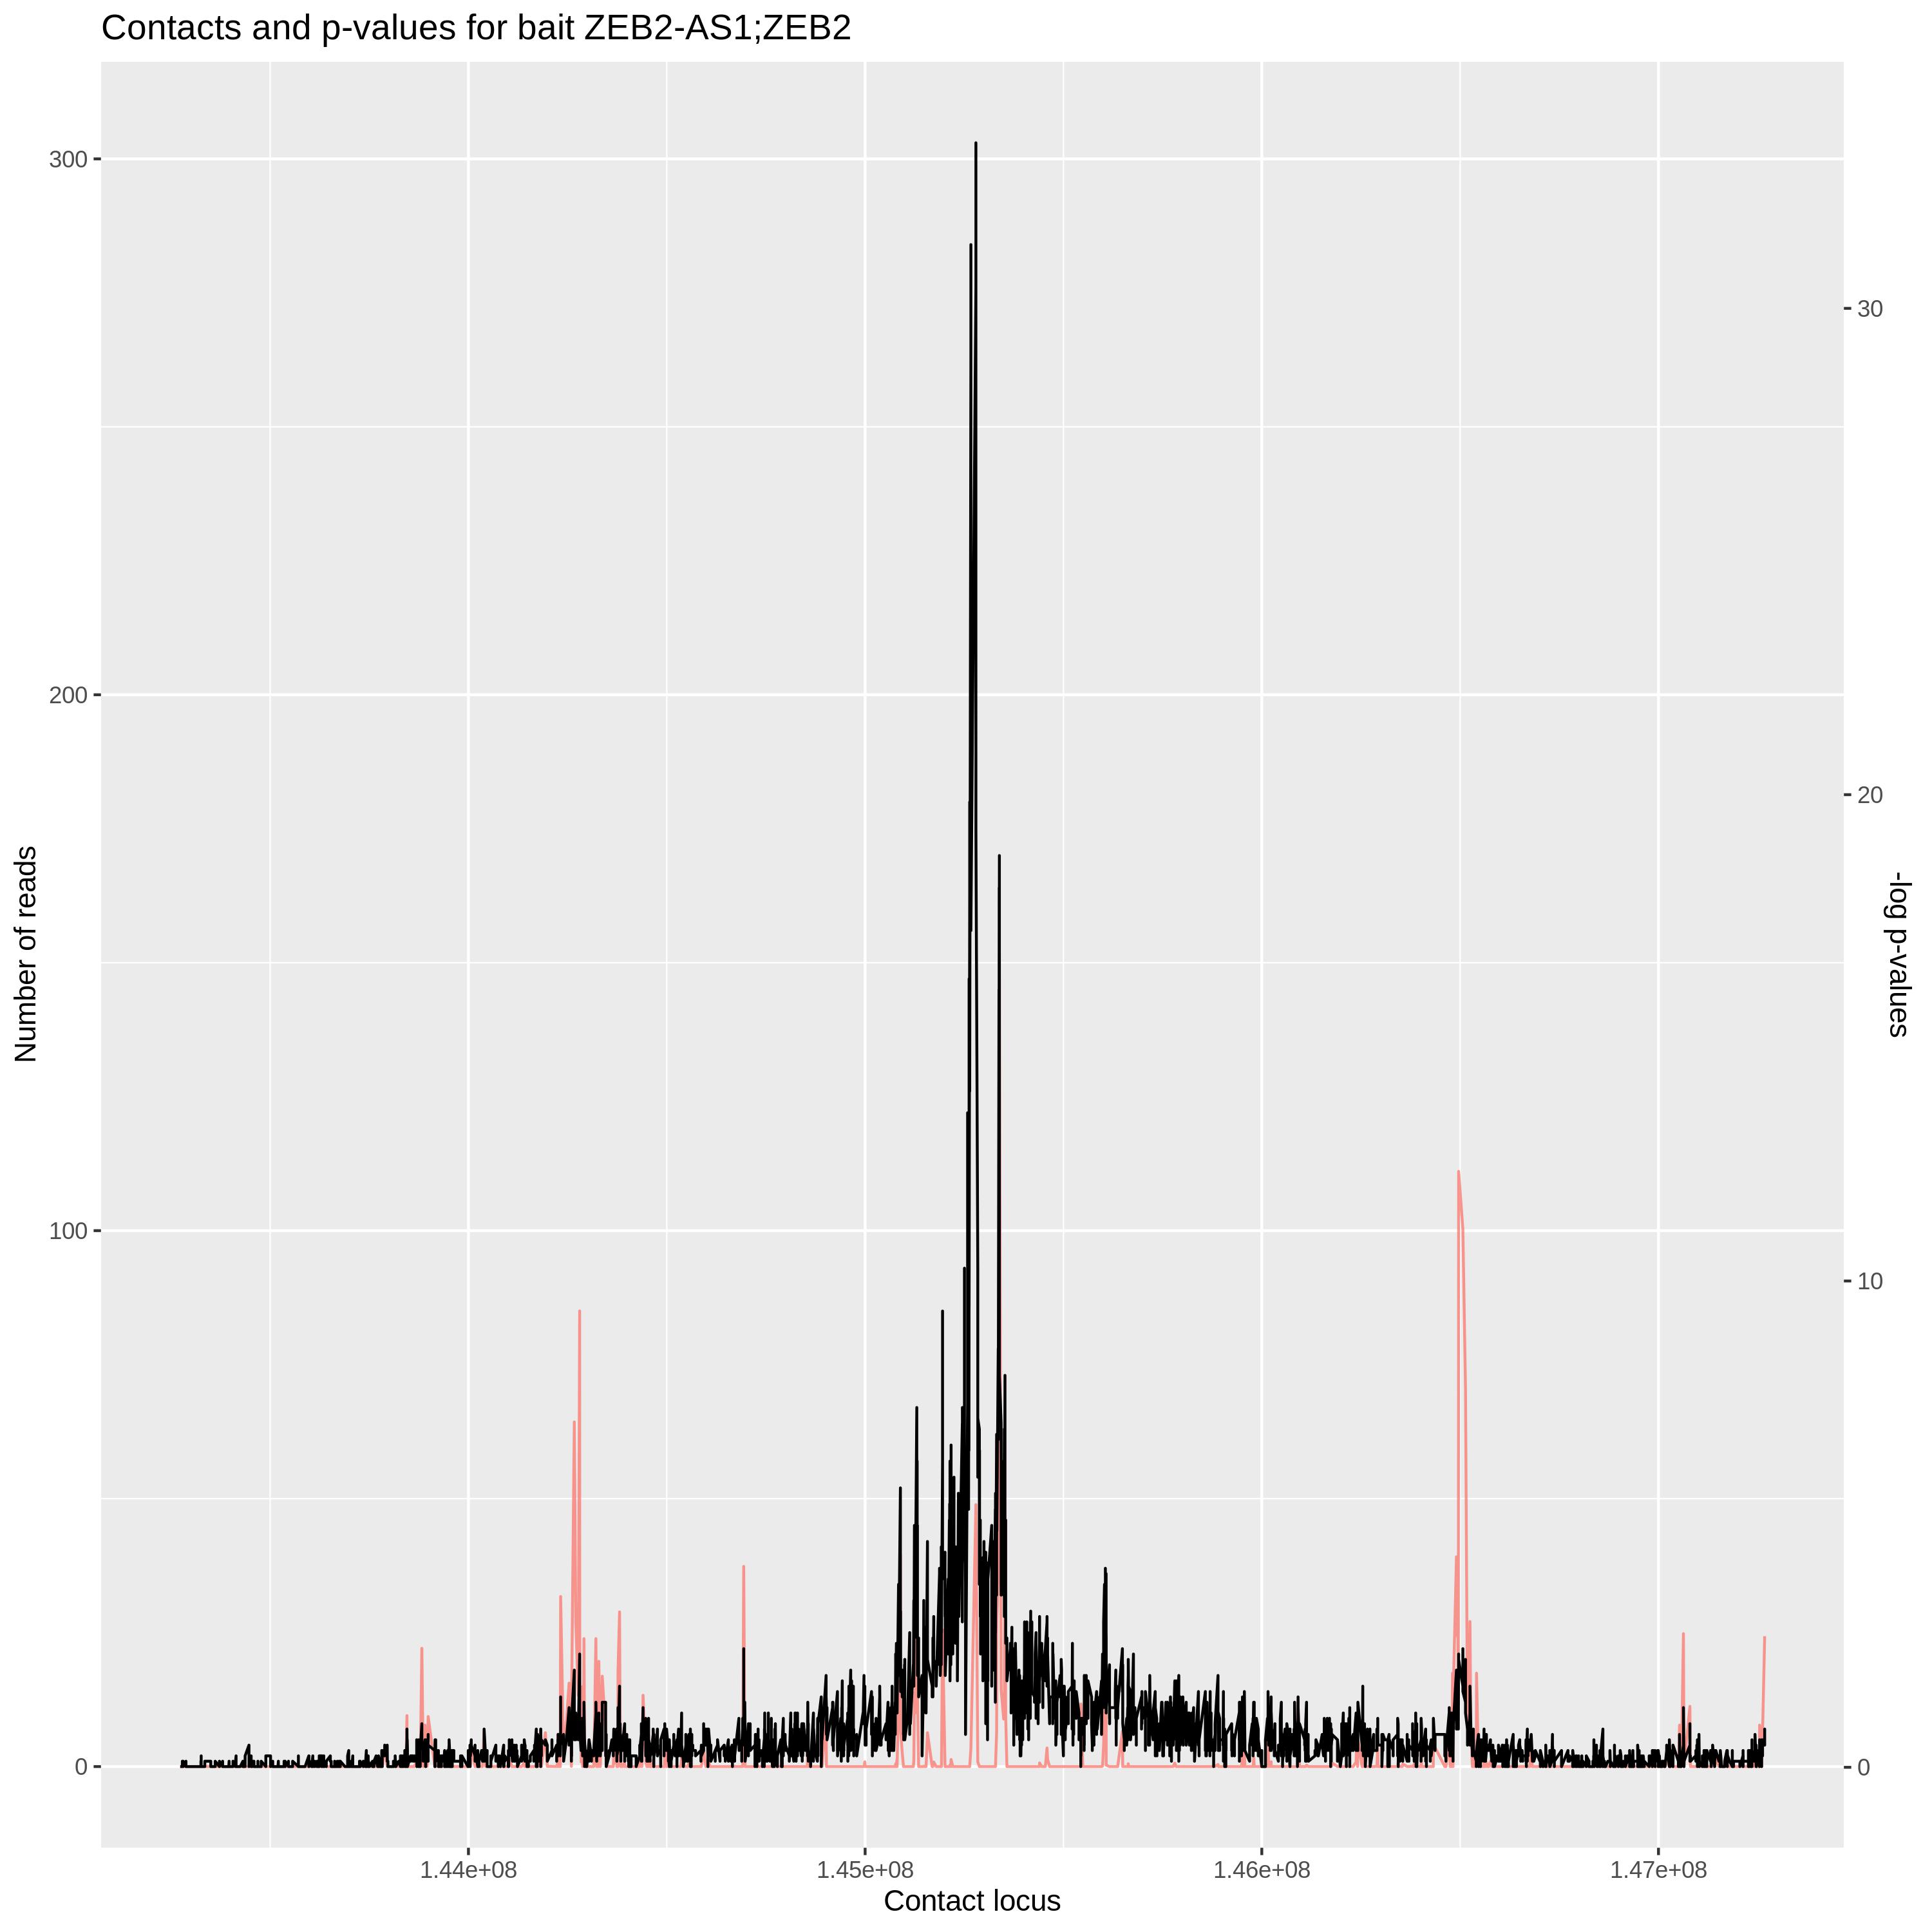 Contacts and p-values for bait ZEB2-AS1;ZEB2
300
200
100
0
Number of reads
30
20
10
0
-log p-values
1.44e+08
1.45e+08
1.46e+08
1.47e+08
Contact locus